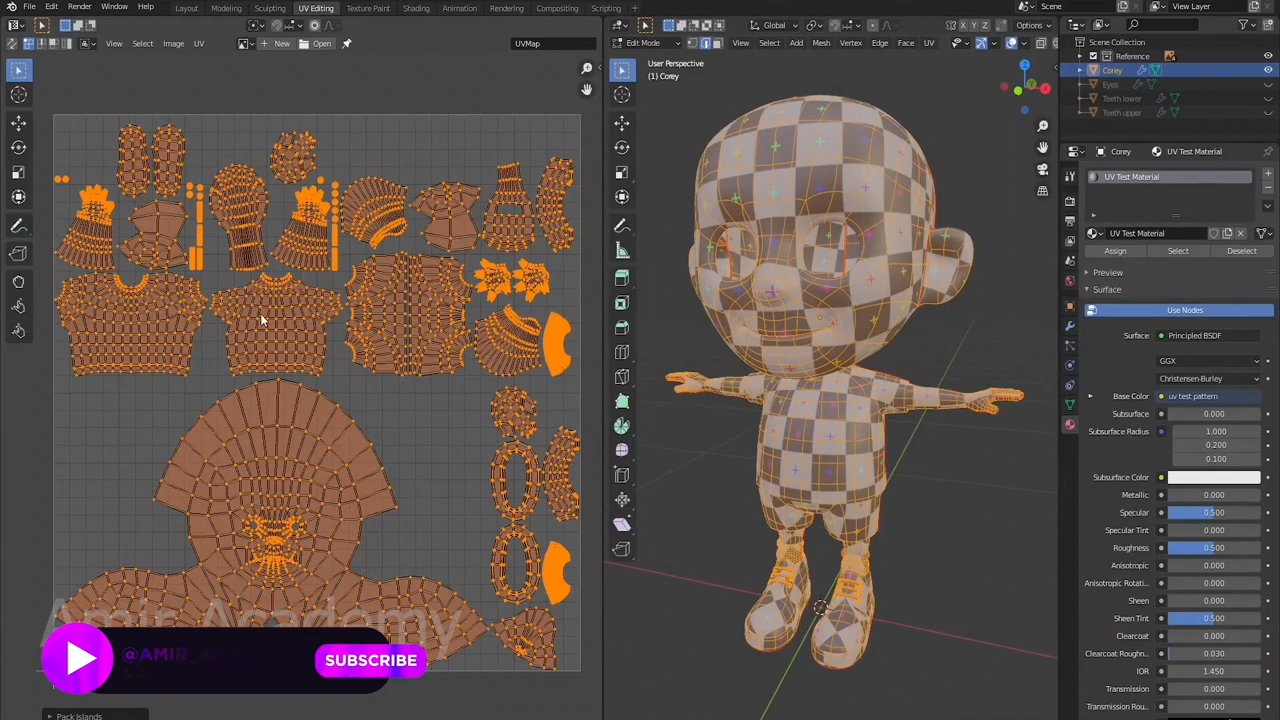 File Edit Render Window Help
Layout Modeling Sculpting UV Editing Texture Paint Shading Animation Rendering Compositing Scripting
Scene View Layer
Global Options
View Select Image UV New Open UVMap
Edit Mode View Select Add Mesh Vertex Edge Face UV
User Perspective
(1) Corey
Scene Collection
Reference
Corey
Eyes
Teeth lower
Teeth upper
Corey UV Test Material
UV Test Material
UV Test Material
Assign Select Deselect
Preview
Surface
Use Nodes
Surface Principled BSDF
GGX
Christensen-Burley
Base Color uv test pattern
Subsurface 0.000
Subsurface Radius 1.000
0.200
0.100
Subsurface Color
Metallic 0.000
Specular 0.500
Specular Tint 0.000
Roughness 0.500
Anisotropic 0.000
Anisotropic Rotati... 0.000
Sheen 0.000
Sheen Tint 0.500
Clearcoat 0.000
Clearcoat Roughn... 0.030
IOR 1.450
Transmission 0.000
Transmission Rou... 0.000
X Y Z
Amir Academy
@AMIR_A
SUBSCRIBE
Pack Islands